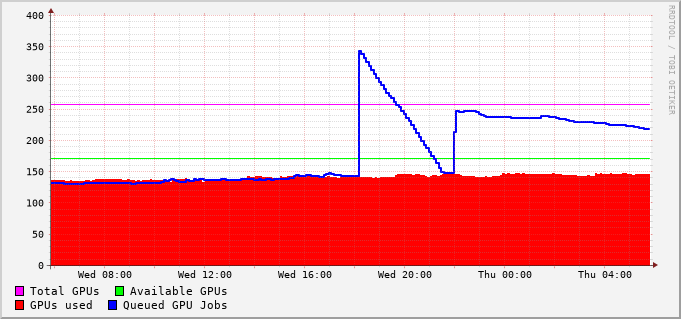 RRDTOOL / TOBI OETIKER
400
350
300
250
200
150
100
50
0
Wed 08:00 Wed 12:00 Wed 16:00 Wed 20:00 Thu 00:00 Thu 04:00
Total GPUs Available GPUs
GPUs used Queued GPU Jobs